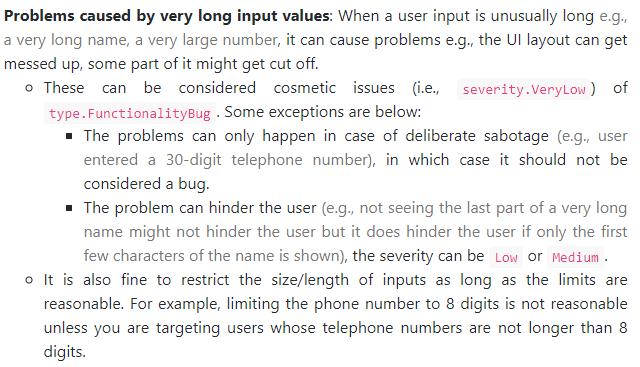 Problems caused by very long input values: When a user input is unusually long e.g.,
a very long name, a very large number, it can cause problems e.g., the UI layout can get
messed up, some part of it might get cut off.
These can be considered cosmetic issues (i.e., severity.VeryLow) of
type.FunctionalityBug. Some exceptions are below:
The problems can only happen in case of deliberate sabotage (e.g., user
entered a 30-digit telephone number), in which case it should not be
considered a bug.
The problem can hinder the user (e.g., not seeing the last part of a very long
name might not hinder the user but it does hinder the user if only the first
few characters of the name is shown), the severity can be Low or Medium.
It is also fine to restrict the size/length of inputs as long as the limits are
reasonable. For example, limiting the phone number to 8 digits is not reasonable
unless you are targeting users whose telephone numbers are not longer than 8
digits.